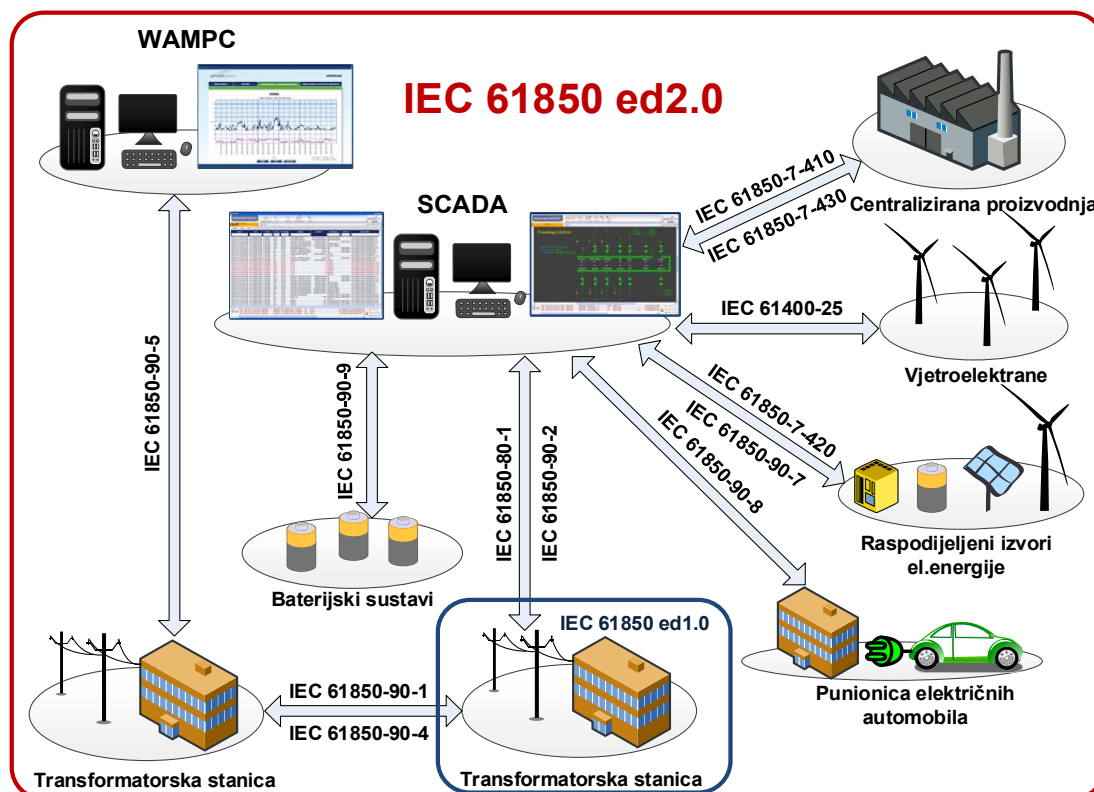 WAMPC
IEC 61850 ed2.0
SCADA
IEC 61850-7-410
IEC 61850-7-430
Centralizirana proizvodnja
IEC 61400-25
Vjetroelektrane
IEC 61850-90-5
IEC 61850-90-9
IEC 61850-80-1
IEC 61850-90-2
IEC 61850-7-420
IEC 61850-90-7
IEC 61850-90-8
Raspodijeljeni izvori
el.energije
Baterijski sustavi
IEC 61850 ed1.0
Punionica električnih
automobila
IEC 61850-90-1
IEC 61850-90-4
Transformatorska stanica
Transformatorska stanica